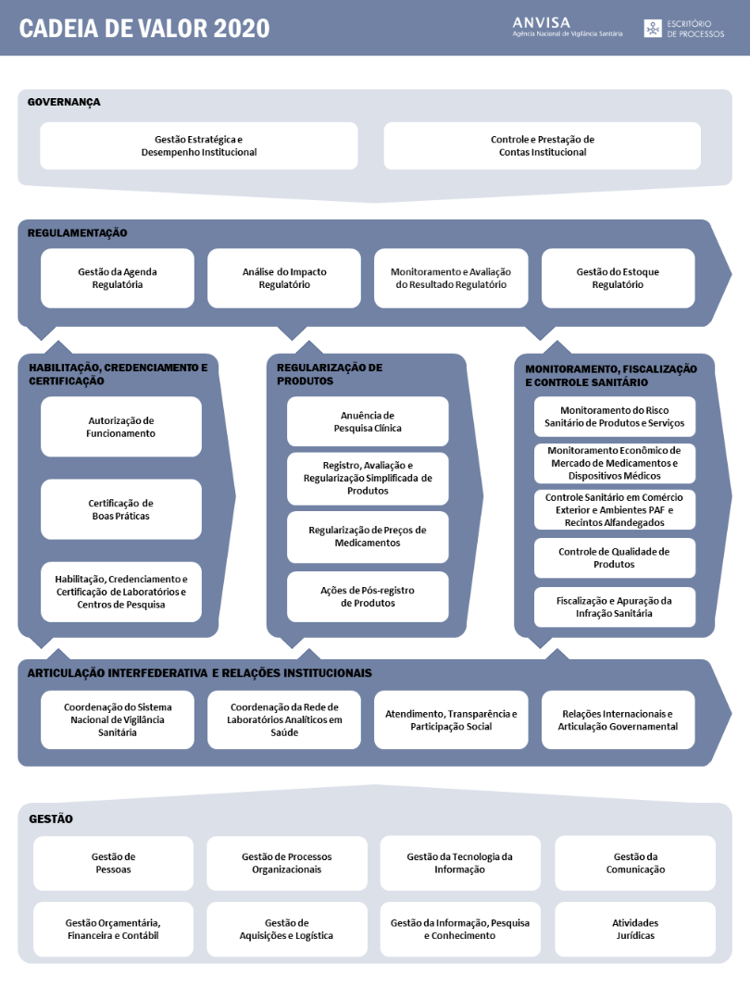 CADEIA DE VALOR 2020
ANVISA
Agência Nacional de Vigilância Sanitária
ESCRITÓRIO
DE PROCESSOS
GOVERNANÇA
Gestão Estratégica e
Desempenho Institucional
Controle e Prestação de
Contas Institucional
REGULAMENTAÇÃO
Gestão da Agenda
Regulatória
Análise do Impacto
Regulatório
Monitoramento e Avaliação
do Resultado Regulatório
Gestão do Estoque
Regulatório
HABILITAÇÃO, CREDENCIAMENTO E
CERTIFICAÇÃO
Autorização de
Funcionamento
Certificação de
Boas Práticas
Habilitação, Credenciamento e
Certificação de Laboratórios e
Centros de Pesquisa
REGULARIZAÇÃO DE
PRODUTOS
Anuência de
Pesquisa Clínica
Registro, Avaliação e
Regularização Simplificada de
Produtos
Regularização de Preços de
Medicamentos
Ações de Pós-registro
de Produtos
MONITORAMENTO, FISCALIZAÇÃO
E CONTROLE SANITÁRIO
Monitoramento do Risco
Sanitário de Produtos e Serviços
Monitoramento Econômico de
Mercado de Medicamentos e
Dispositivos Médicos
Controle Sanitário em Comércio
Exterior e Ambientes PAF e
Recintos Alfandegados
Controle de Qualidade de
Produtos
Fiscalização e Apuração da
Infração Sanitária
ARTICULAÇÃO INTERFEDERATIVA E RELAÇÕES INSTITUCIONAIS
Coordenação do Sistema
Nacional de Vigilância
Sanitária
Coordenação da Rede de
Laboratórios Analíticos em
Saúde
Atendimento, Transparência e
Participação Social
Relações Internacionais e
Articulação Governamental
GESTÃO
Gestão de
Pessoas
Gestão de Processos
Organizacionais
Gestão da Tecnologia da
Informação
Gestão da
Comunicação
Gestão Orçamentária,
Financeira e Contábil
Gestão de
Aquisições e Logística
Gestão da Informação, Pesquisa
e Conhecimento
Atividades
Jurídicas